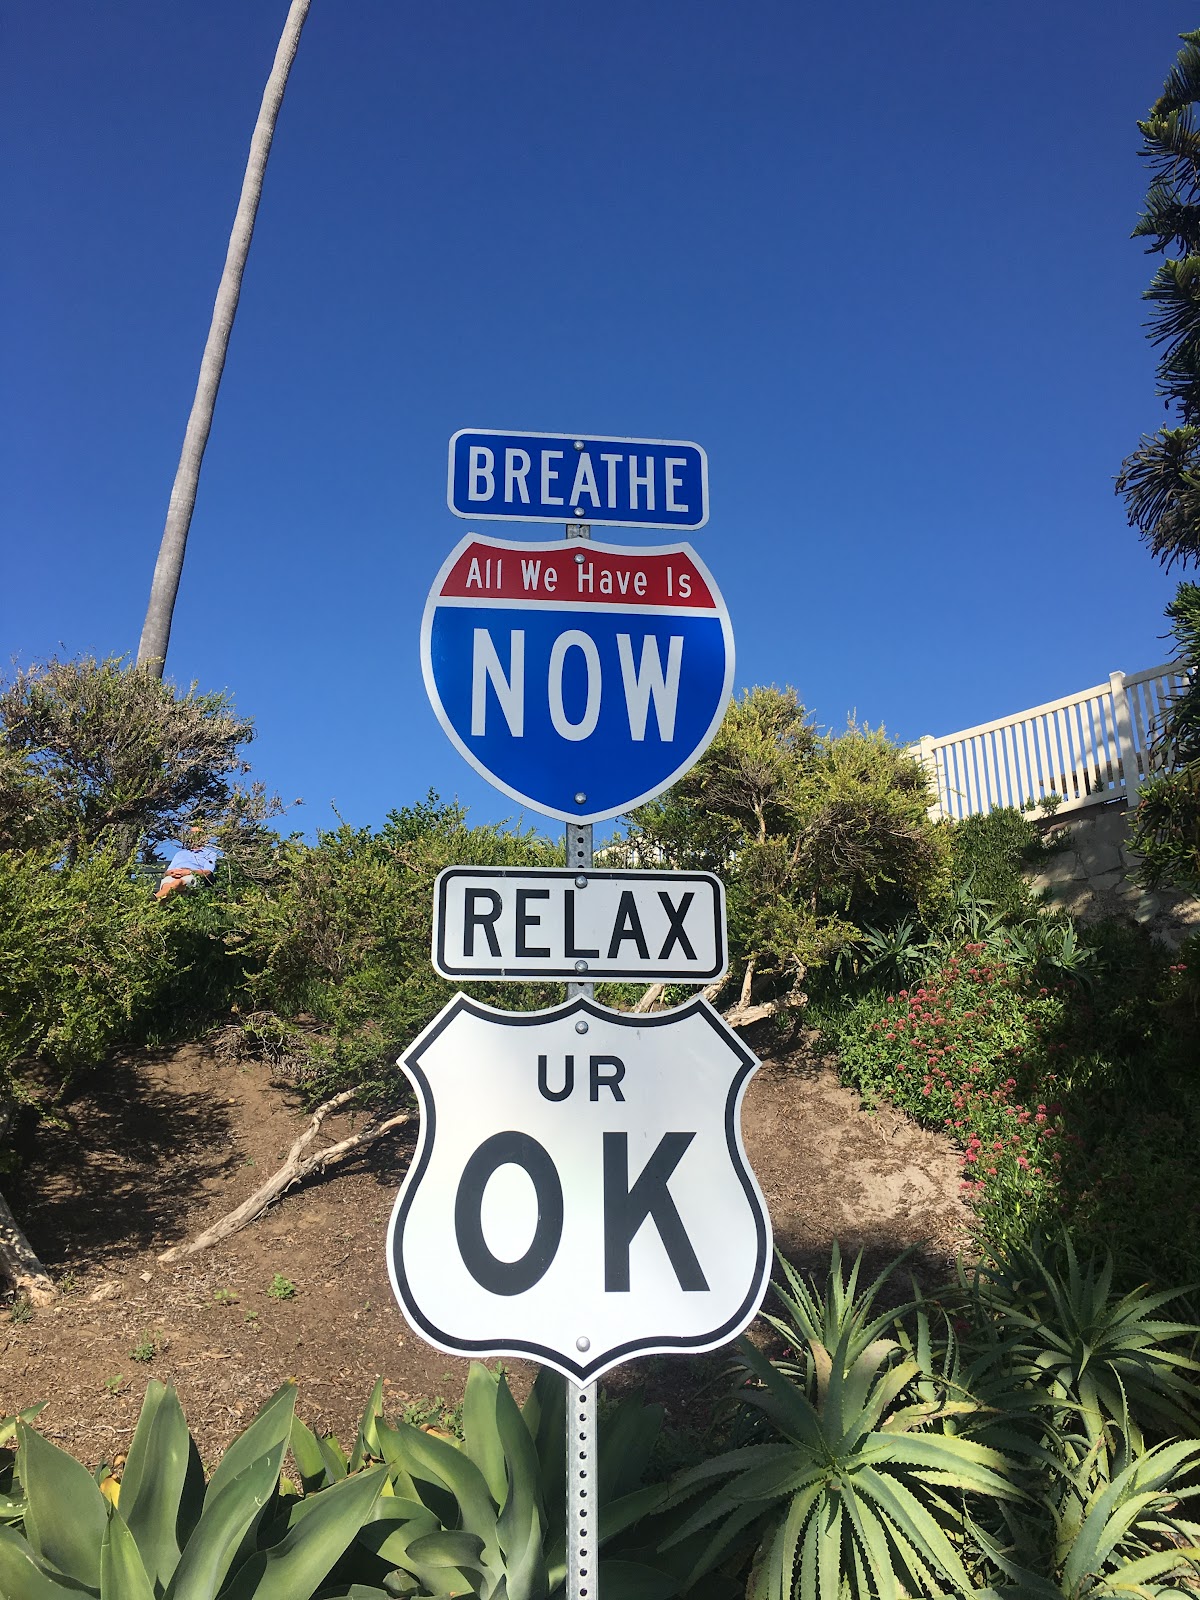 BREATHE
All We Have Is
NOW
RELAX
UR
OK